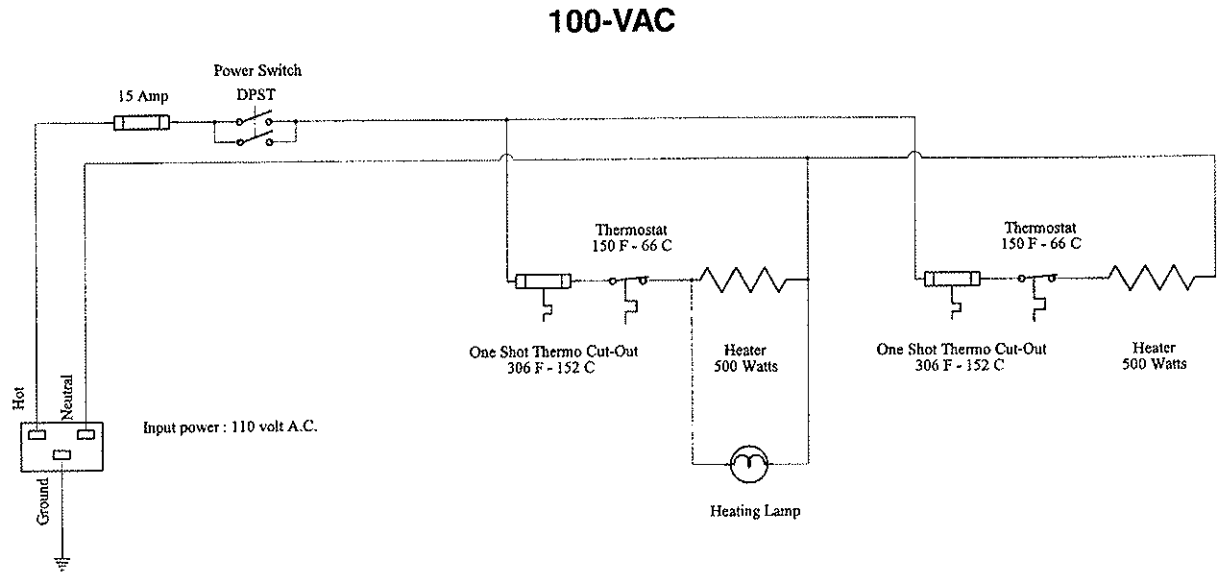 100-VAC
Power Switch
DPST
15 Amp
Thermostat
150 F - 66 C
Thermostat
150 F - 66 C
One Shot Thermo Cut-Out
306 F - 152 C
Heater
500 Watts
One Shot Thermo Cut-Out
306 F - 152 C
Heater
500 Watts
Hot
Neutral
Input power : 110 volt A.C.
Ground
Heating Lamp